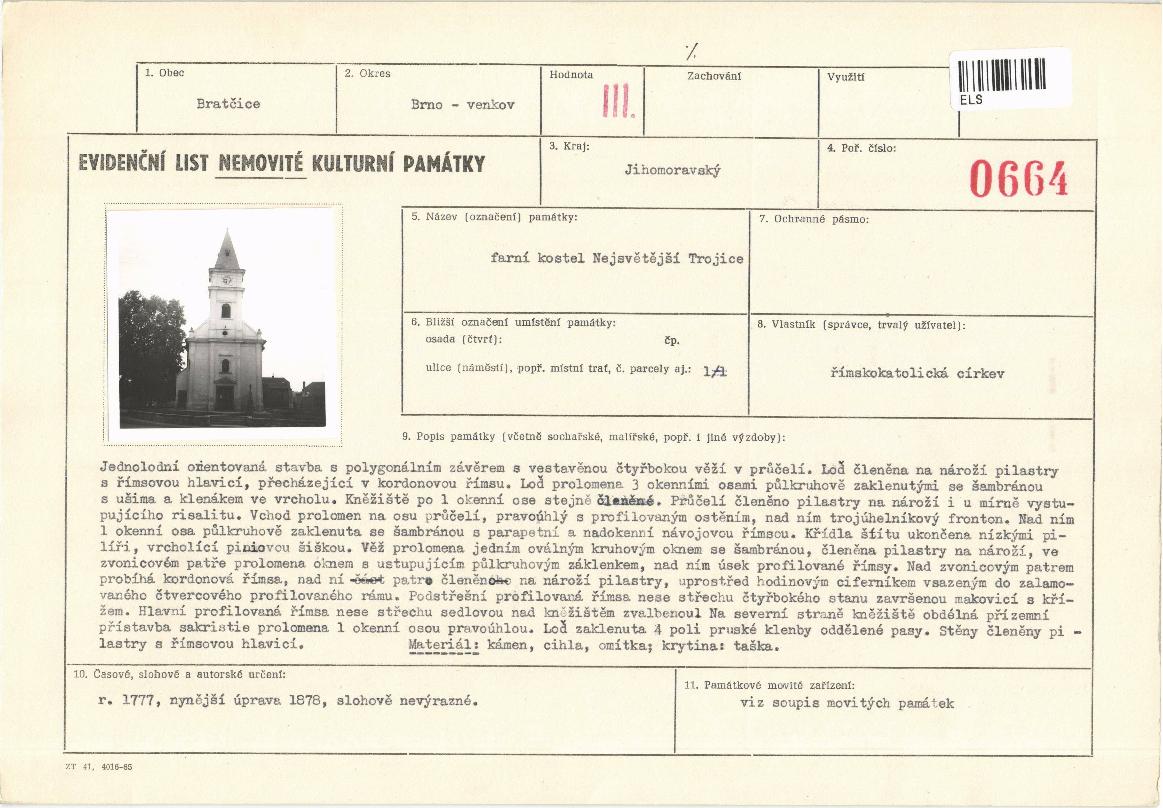 1. Obec
Bratčice
2. Okres
Brno - venkov
Hodnota
III.
Zachování
Využití
ELS
EVIDENČNÍ LIST NEMOVITÉ KULTURNÍ PAMÁTKY
3. Kraj:
Jihomoravský
4. Poř. číslo:
0664
5. Název (označení) památky:
farní kostel Nejsvětější Trojice
7. Ochranné pásmo:
6. Bližší označení umístění památky:
osada (čtvrť): čp.
ulice (náměstí), popř. místní trať, č. parcely aj.: 1/1
8. Vlastník (správce, trvalý uživatel):
římskokatolická církev
9. Popis památky (včetně sochařské, malířské, popř. i jiné výzdoby):
Jednolodní orientovaná stavba s polygonálním závěrem s vestavěnou čtyřbokou věží v průčelí. Loď členěna na nároží pilastry
s římsovou hlavicí, přecházející v kordonovou římsu. Loď prolomena 3 okenními osami půlkruhově zaklenutými se šambránou
s ušima a klenákem ve vrcholu. Kněžiště po 1 okenní ose stejně členěné. Průčelí členěno pilastry na nároží i u mírně vystu-
pujícího risalitu. Vchod prolomen na osu průčelí, pravoúhlý s profilovaným ostěním, nad ním trojúhelníkový fronton. Nad ním
1 okenní osa půlkruhově zaklenuta se šambránou s parapetní a nadokenní návojovou římsou. Křídla štítu ukončena nízkými pi-
líři, vrcholící piniovou šiškou. Věž prolomena jedním oválným kruhovým oknem se šambránou, členěna pilastry na nároží, ve
zvonicovém patře prolomena oknem s ustupujícím půlkruhovým záklenkem, nad ním úsek profilované římsy. Nad zvonicovým patrem
probíhá kordonová římsa, nad ní část patro členěného na nároží pilastry, uprostřed hodinovým ciferníkem vsazeným do zalamo-
vaného čtvercového profilovaného rámu. Podstřešní profilovaná římsa nese střechu čtyřbokého stanu završenou makovicí s kří-
žem. Hlavní profilovaná římsa nese střechu sedlovou nad kněžištěm zvalbenoul Na severní straně kněžiště obdélná přízemní
přístavba sakristie prolomena 1 okenní osou pravoúhlou. Loď zaklenuta 4 poli pruské klenby oddělené pasy. Stěny členěny pi -
lastry s římsovou hlavicí. Materiál: kámen, cihla, omítka; krytina: taška.
10. Časové, slohové a autorské určení:
r. 1777, nynější úprava 1878, slohově nevýrazné.
11. Památkové movité zařízení:
viz soupis movitých památek
ZT 41, 4016-65